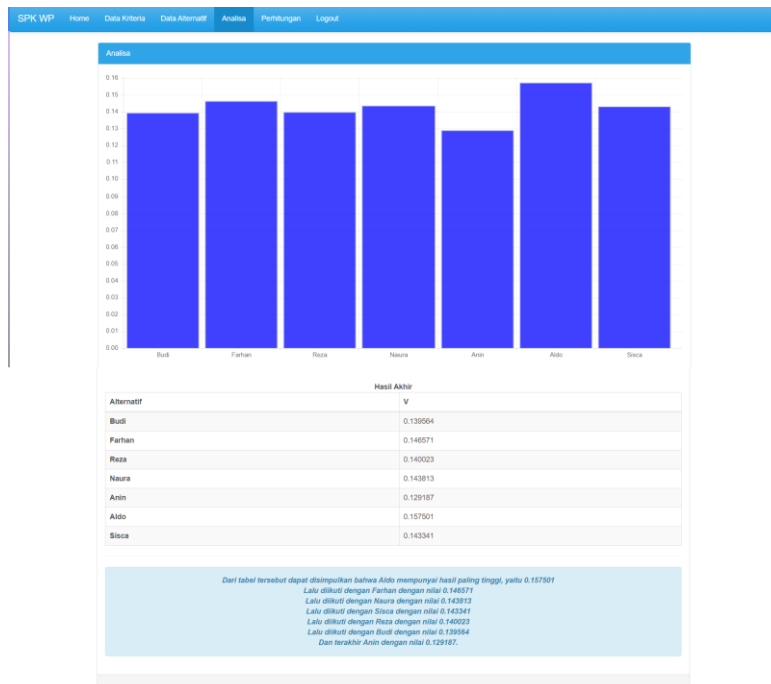 SPK WP Home Data Kriteria Data Alternatif Analisa Perhitungan Logout
Analisa
0.16
0.15
0.14
0.13
0.12
0.11
0.10
0.09
0.08
0.07
0.06
0.05
0.04
0.03
0.02
0.01
0.00
Budi Farhan Reza Naura Anin Aldo Sisca
Hasil Akhir
Alternatif V
Budi 0.139564
Farhan 0.146571
Reza 0.140023
Naura 0.143813
Anin 0.129187
Aldo 0.157501
Sisca 0.143341
Dari tabel tersebut dapat disimpulkan bahwa Aldo mempunyai hasil paling tinggi, yaitu 0.157501
Lalu diikuti dengan Farhan dengan nilai 0.146571
Lalu diikuti dengan Naura dengan nilai 0.143813
Lalu diikuti dengan Sisca dengan nilai 0.143341
Lalu diikuti dengan Reza dengan nilai 0.140023
Lalu diikuti dengan Budi dengan nilai 0.139564
Dan terakhir Anin dengan nilai 0.129187.